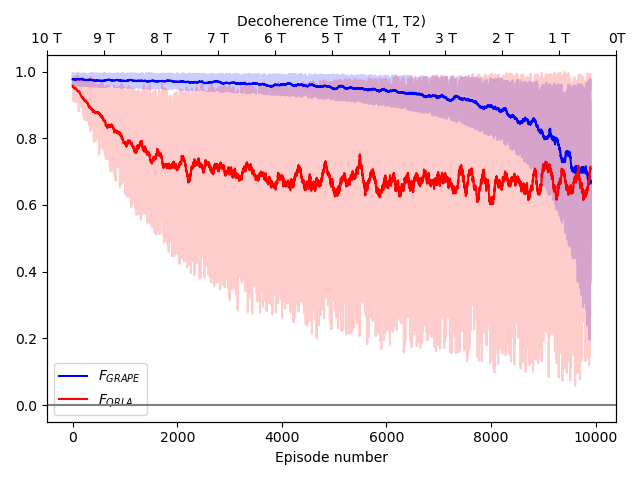 Decoherence Time (T1, T2)
10 T 9 T 8 T 7 T 6 T 5 T 4 T 3 T 2 T 1 T 0T
1.0
0.8
0.6
0.4
0.2
0.0
F_GRAPE
F_QRLA
0 2000 4000 6000 8000 10000
Episode number